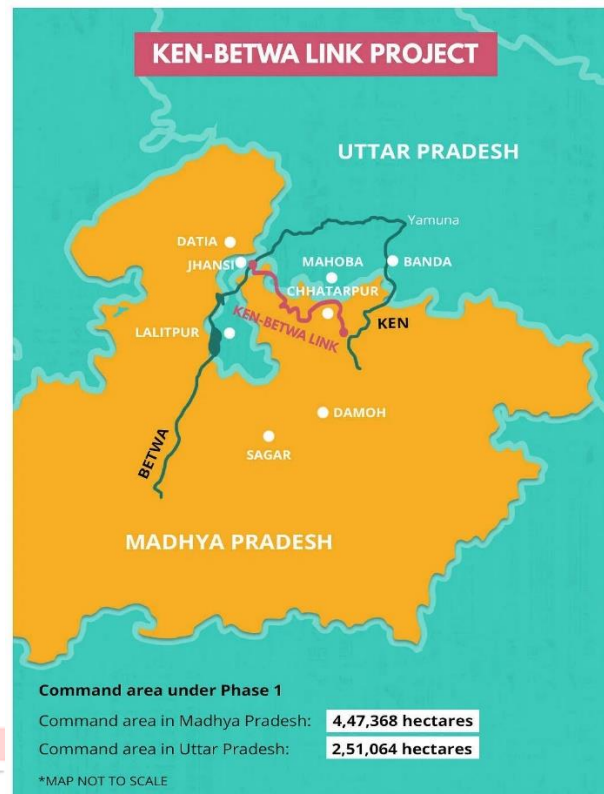 KEN-BETWA LINK PROJECT
UTTAR PRADESH
Yamuna
DATIA
JHANSI
MAHOBA
BANDA
CHHATARPUR
LALITPUR
KEN-BETWA LINK
KEN
DAMOH
BETWA
SAGAR
MADHYA PRADESH
Command area under Phase 1
Command area in Madhya Pradesh: 4,47,368 hectares
Command area in Uttar Pradesh: 2,51,064 hectares
*MAP NOT TO SCALE